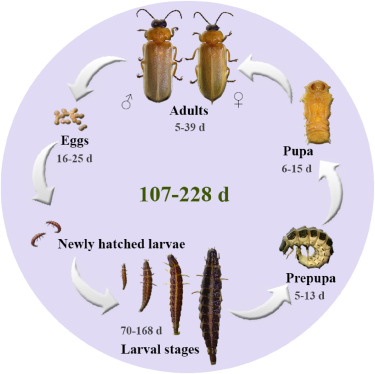 ♂
♀
Adults
5-39 d
Eggs
16-25 d
Pupa
6-15 d
107-228 d
Newly hatched larvae
Prepupa
5-13 d
70-168 d
Larval stages